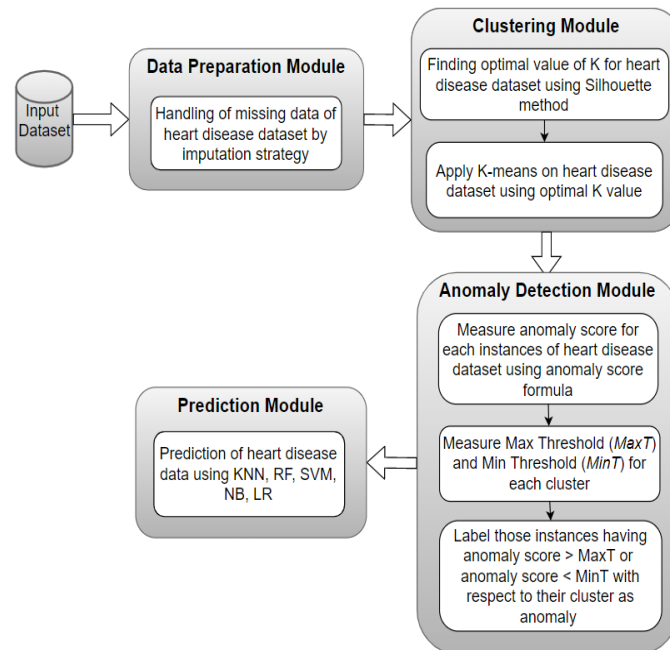 Input
Dataset
Data Preparation Module
Handling of missing data of
heart disease dataset by
imputation strategy
Clustering Module
Finding optimal value of K for heart
disease dataset using Silhouette
method
Apply K-means on heart disease
dataset using optimal K value
Anomaly Detection Module
Measure anomaly score for
each instances of heart disease
dataset using anomaly score
formula
Measure Max Threshold (MaxT)
and Min Threshold (MinT) for
each cluster
Label those instances having
anomaly score > MaxT or
anomaly score < MinT with
respect to their cluster as
anomaly
Prediction Module
Prediction of heart disease
data using KNN, RF, SVM,
NB, LR